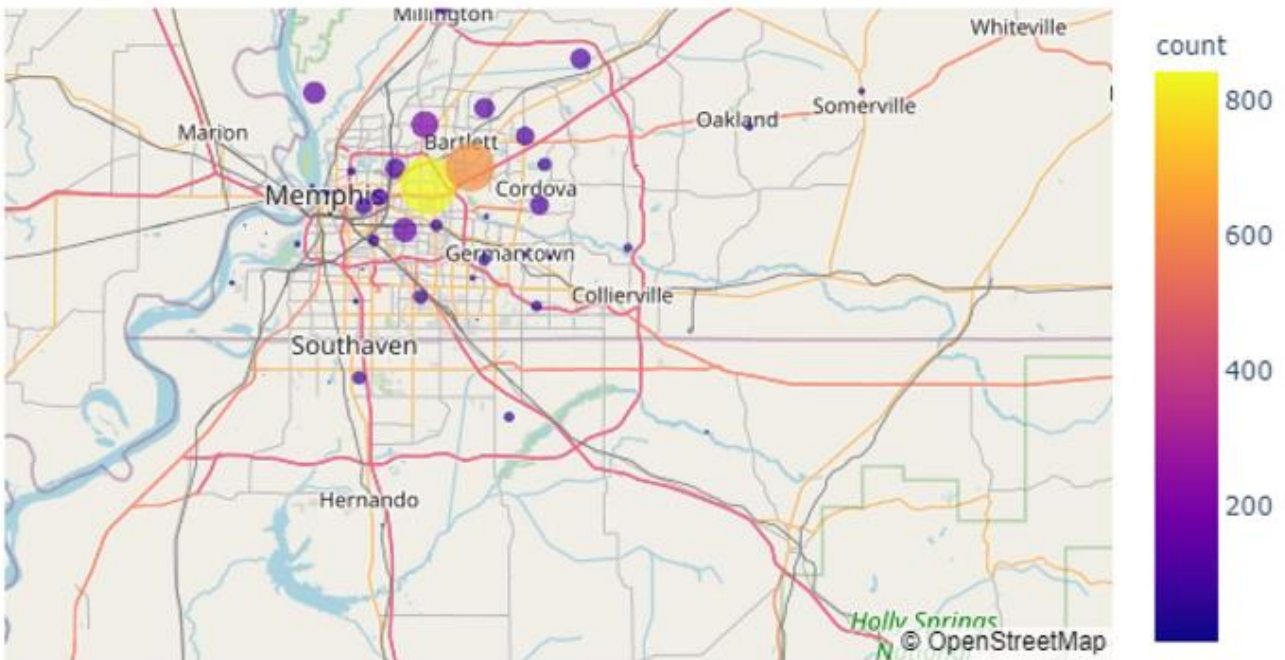 Millington
Whiteville
count
800
Somerville
Oakland
Marion
Bartlett
Memphis
Cordova
600
Germantown
Collierville
Southaven
400
Hernando
200
Holly Springs
National
© OpenStreetMap